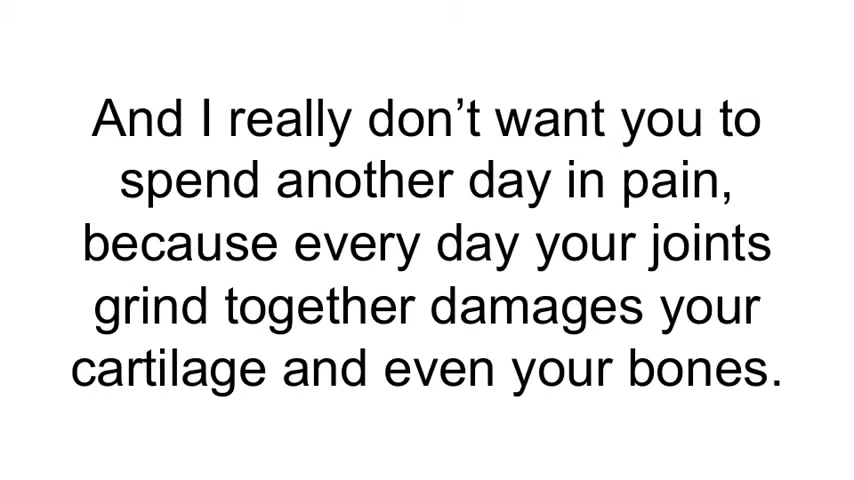 And I really don’t want you to
spend another day in pain,
because every day your joints
grind together damages your
cartilage and even your bones.